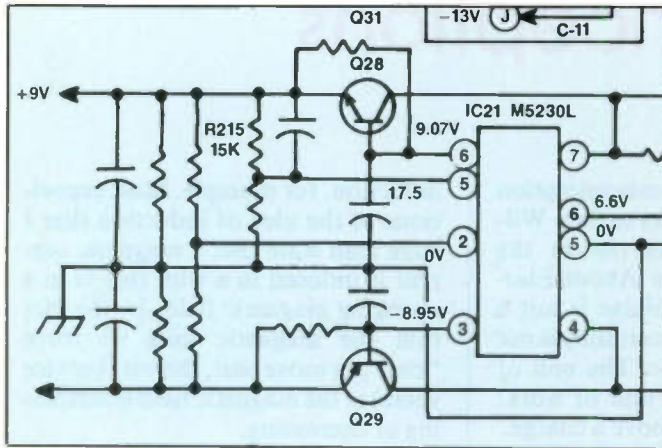 Q31
−13V
J
C-11
Q28
+9V
IC21 M5230L
R215
15K
9.07V
6
7
5
17.5
6
6.6V
5
0V
2
0V
−8.95V
3
4
Q29